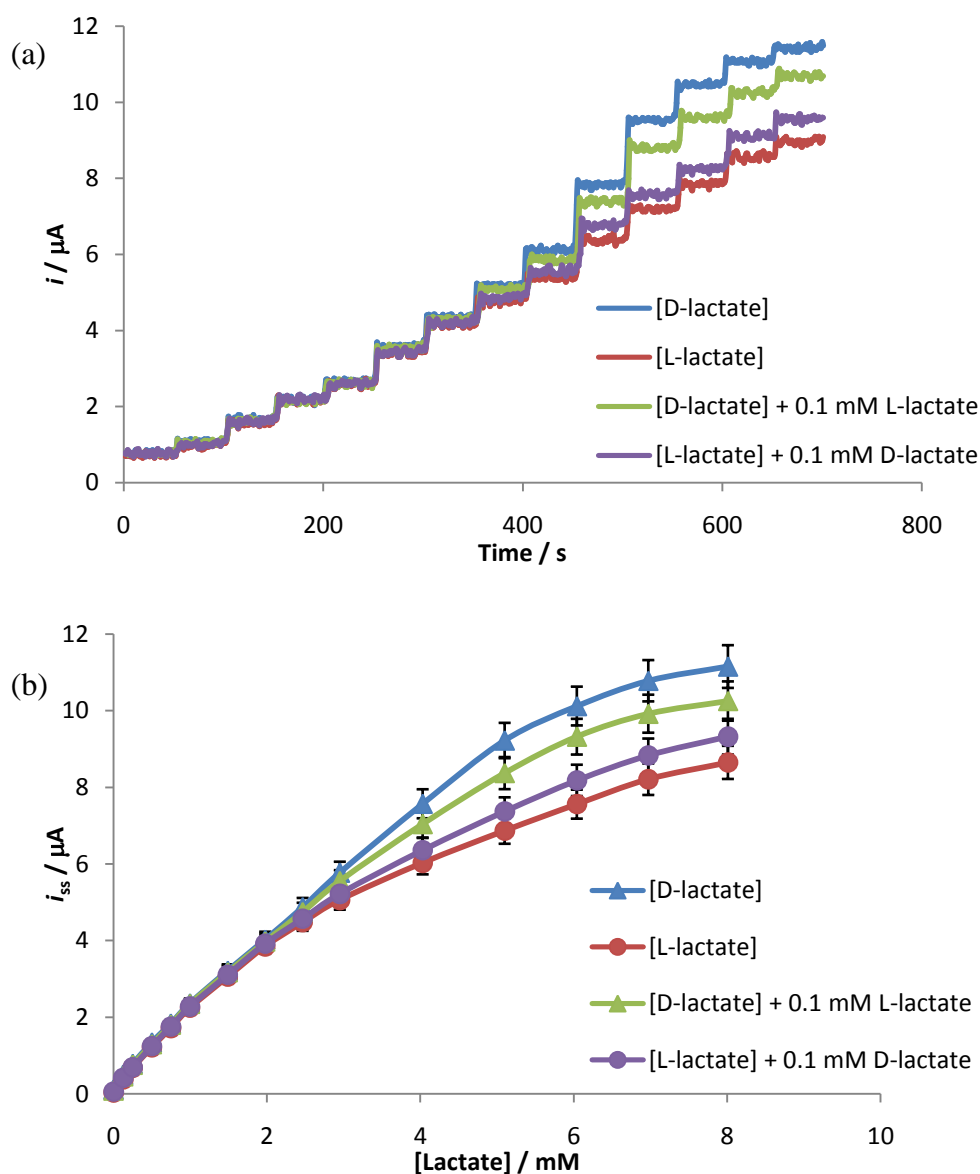 (a)
12
10
8
6
4
2
0
i / µA
0 200 400 600 800
Time / s
[D-lactate]
[L-lactate]
[D-lactate] + 0.1 mM L-lactate
[L-lactate] + 0.1 mM D-lactate
(b)
12
10
8
6
4
2
0
iss / µA
0 2 4 6 8 10
[Lactate] / mM
[D-lactate]
[L-lactate]
[D-lactate] + 0.1 mM L-lactate
[L-lactate] + 0.1 mM D-lactate